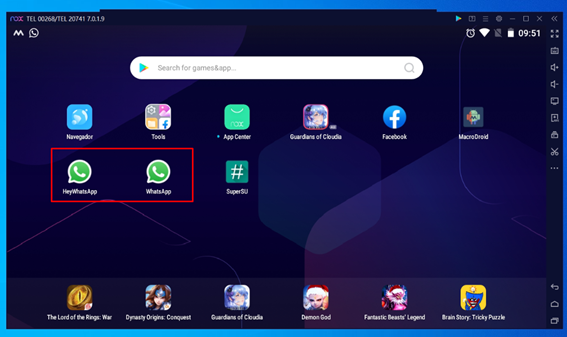 nox TEL 00268/TEL 20741 7.0.1.9
09:51
Search for games&app...
Navegador
Tools
App Center
Guardians of Cloudia
Facebook
MacroDroid
HeyWhatsApp
WhatsApp
SuperSU
The Lord of the Rings: War
Dynasty Origins: Conquest
Guardians of Cloudia
Demon God
Fantastic Beasts' Legend
Brain Story: Tricky Puzzle